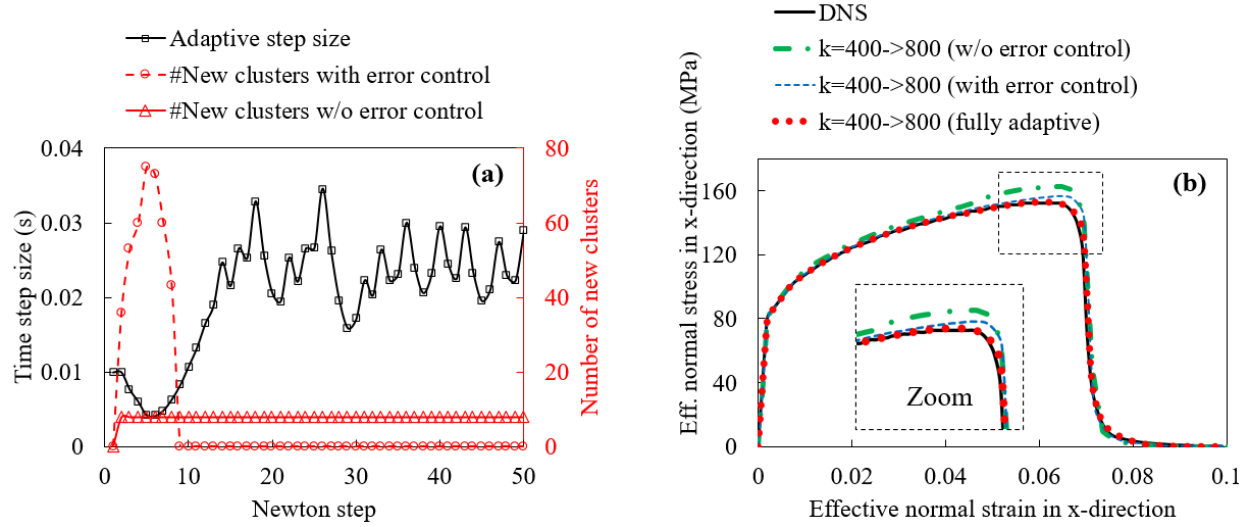 Adaptive step size
#New clusters with error control
#New clusters w/o error control
0.04
0.03
0.02
0.01
0
Time step size (s)
80
60
40
20
0
Number of new clusters
(a)
0
10
20
30
40
50
Newton step
DNS
k=400->800 (w/o error control)
k=400->800 (with error control)
k=400->800 (fully adaptive)
160
120
80
40
0
Eff. normal stress in x-direction (MPa)
(b)
Zoom
0
0.02
0.04
0.06
0.08
0.1
Effective normal strain in x-direction